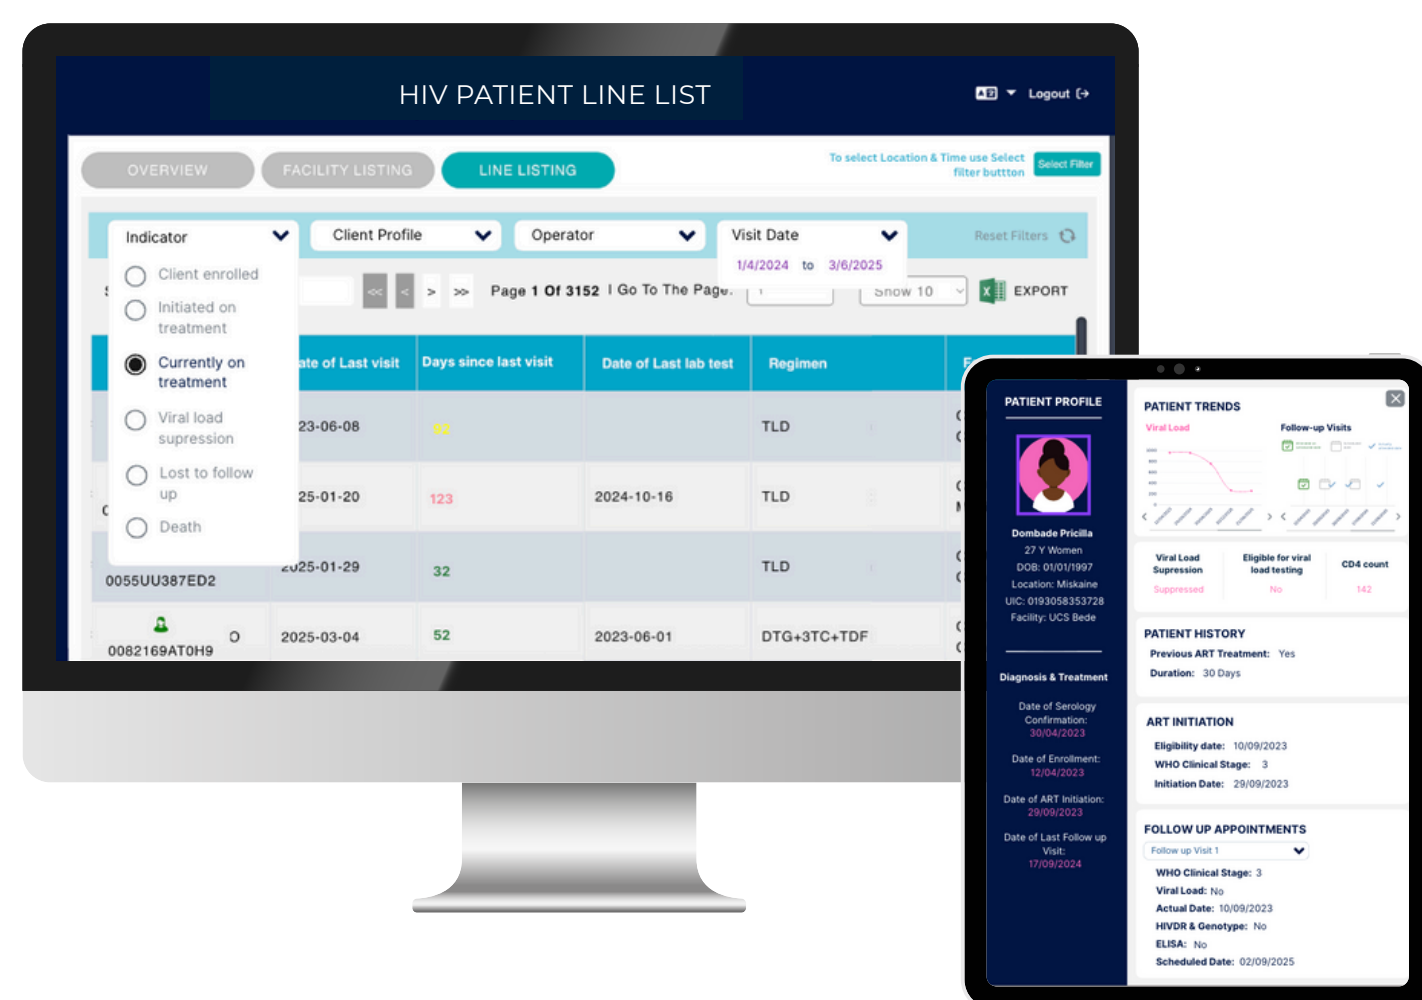 HIV PATIENT LINE LIST
Logout
OVERVIEW
FACILITY LISTING
LINE LISTING
To select Location & Time use Select
filter buttton
Select Filter
Indicator
Client Profile
Operator
Visit Date
1/4/2024 to 3/6/2025
Reset Filters
Client enrolled
Initiated on
treatment
Currently on
treatment
Viral load
supression
Lost to follow
up
Death
<< < > >>
Page 1 Of 3152 | Go To The Page:
Show 10
EXPORT
ate of Last visit
Days since last visit
Date of Last lab test
Regimen
23-06-08
92
TLD
25-01-20
123
2024-10-16
TLD
0055UU387ED2
2025-01-29
32
TLD
0082169AT0H9
2025-03-04
52
2023-06-01
DTG+3TC+TDF
PATIENT PROFILE
Dombade Pricilla
27 Y Women
DOB: 01/01/1997
Location: Miskaine
UIC: 0193058353728
Facility: UCS Bede
Diagnosis & Treatment
Date of Serology
Confirmation:
30/04/2023
Date of Enrollment:
12/04/2023
Date of ART Initiation:
29/09/2023
Date of Last Follow up
Visit:
17/09/2024
PATIENT TRENDS
Viral Load
Follow-up Visits
Viral Load
Supression
Suppressed
Eligible for viral
load testing
No
CD4 count
142
PATIENT HISTORY
Previous ART Treatment: Yes
Duration: 30 Days
ART INITIATION
Eligibility date: 10/09/2023
WHO Clinical Stage: 3
Initiation Date: 29/09/2023
FOLLOW UP APPOINTMENTS
Follow up Visit 1
WHO Clinical Stage: 3
Viral Load: No
Actual Date: 10/09/2023
HIVDR & Genotype: No
ELISA: No
Scheduled Date: 02/09/2025